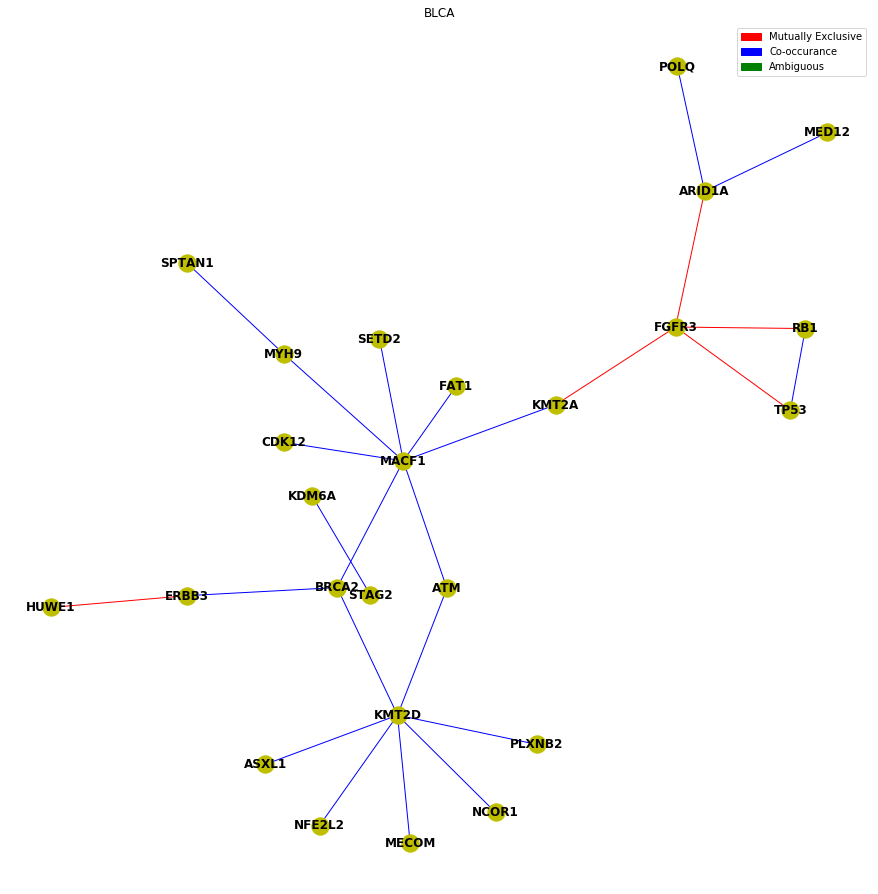 BLCA
Mutually Exclusive
Co-occurance
Ambiguous
POLQ
MED12
ARID1A
SPTAN1
FGFR3
RB1
SETD2
MYH9
FAT1
KMT2A
TP53
CDK12
MACF1
KDM6A
BRCA2
ATM
STAG2
ERBB3
HUWE1
KMT2D
PLXNB2
ASXL1
NCOR1
NFE2L2
MECOM